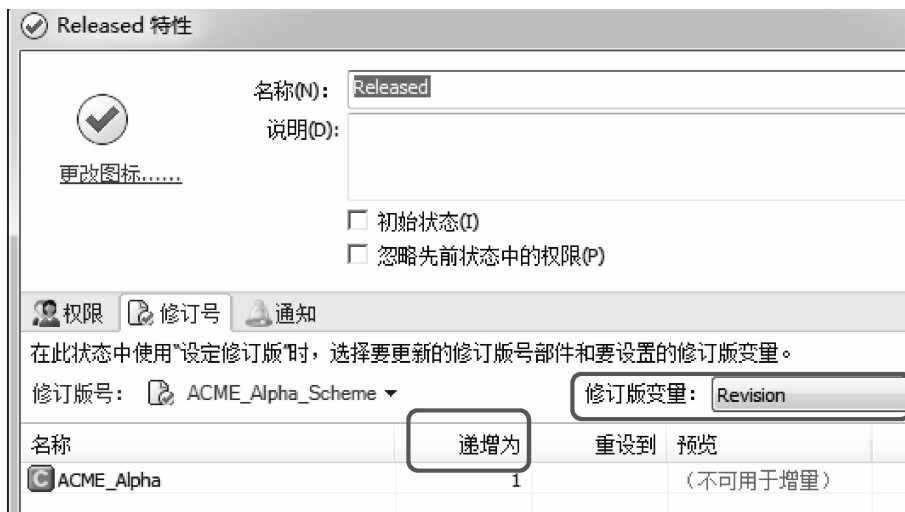 Released 特性
名称(N)：
Released
说明(D):
更改图标......
初始状态(I)
忽略先前状态中的权限(P)
权限 修订号 通知
在此状态中使用“设定修订版”时，选择要更新的修订版号部件和要设置的修订版变量。
修订版号： ACME_Alpha_Scheme 修订版变量： Revision
名称 递增为 重设到 预览
C ACME_Alpha 1 （不可用于增量）